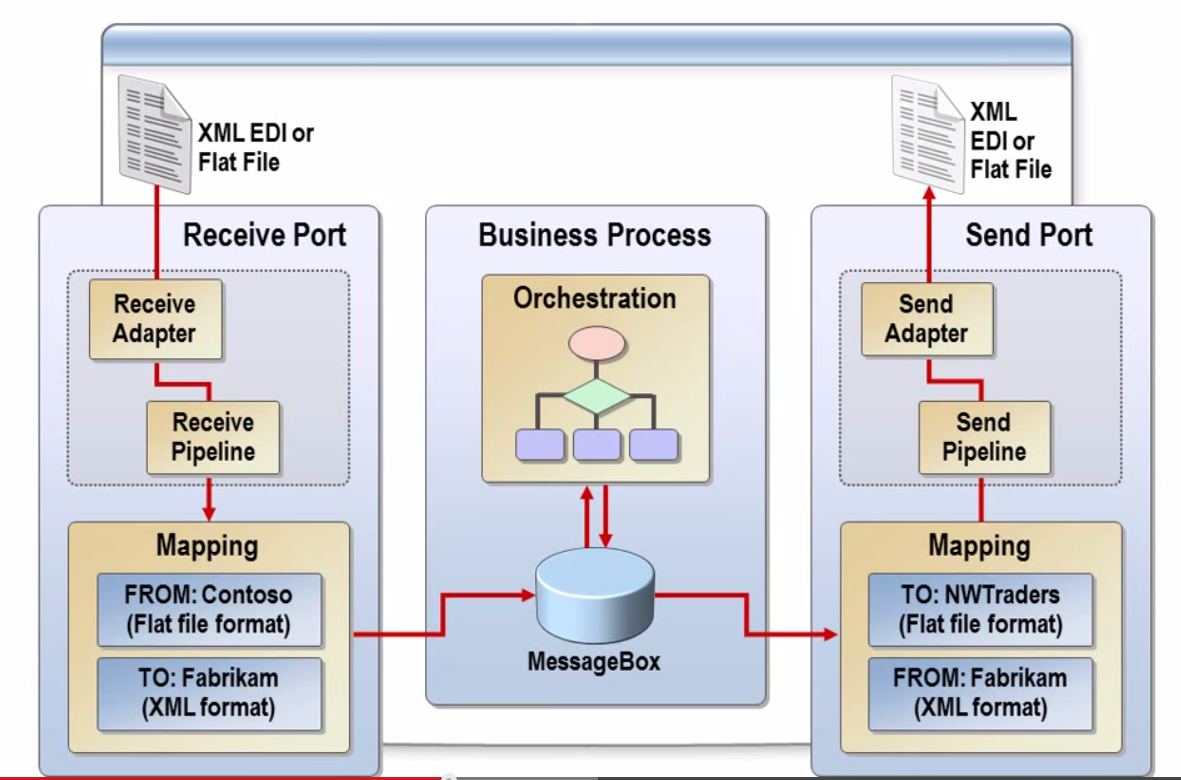 XML EDI or
Flat File
XML
EDI or
Flat File
Receive Port
Receive
Adapter
Receive
Pipeline
Mapping
FROM: Contoso
(Flat file format)
TO: Fabrikam
(XML format)
Business Process
Orchestration
MessageBox
Send Port
Send
Adapter
Send
Pipeline
Mapping
TO: NWTraders
(Flat file format)
FROM: Fabrikam
(XML format)